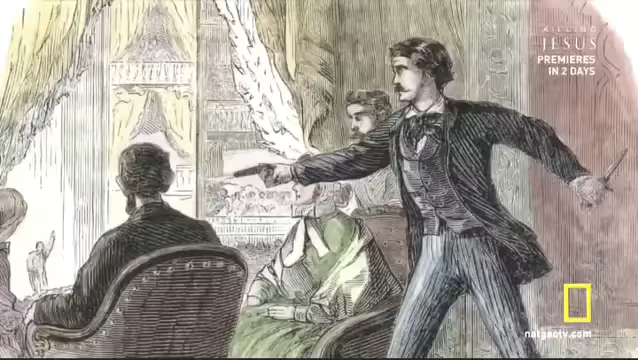 KILLING
JESUS
PREMIERES
IN 2 DAYS
natgeotv.com